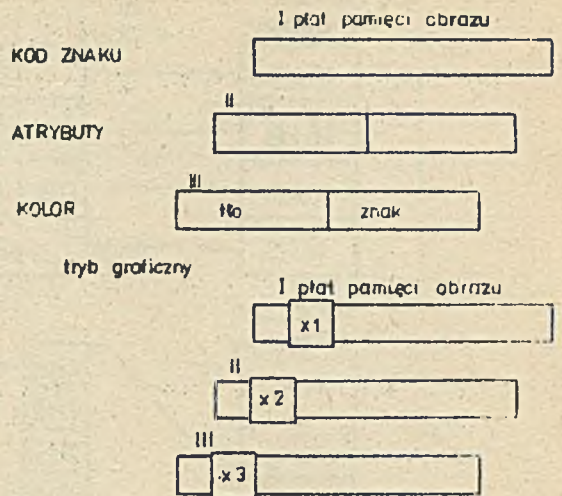 I płat pamięci obrazu
KOD ZNAKU
II
ATRYBUTY
III
KOLOR tło znak
tryb graficzny
I płat pamięci obrazu
x1
II
x2
III
x3